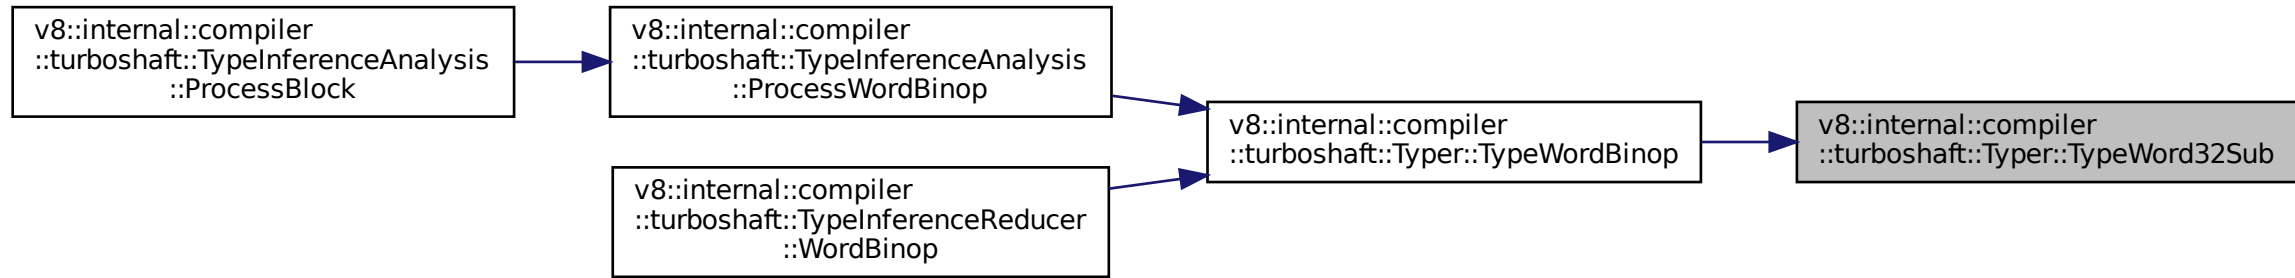 v8::internal::compiler
::turboshaft::TypeInferenceAnalysis
::ProcessBlock
v8::internal::compiler
::turboshaft::TypeInferenceAnalysis
::ProcessWordBinop
v8::internal::compiler
::turboshaft::TypeInferenceReducer
::WordBinop
v8::internal::compiler
::turboshaft::Typer::TypeWordBinop
v8::internal::compiler
::turboshaft::Typer::TypeWord32Sub